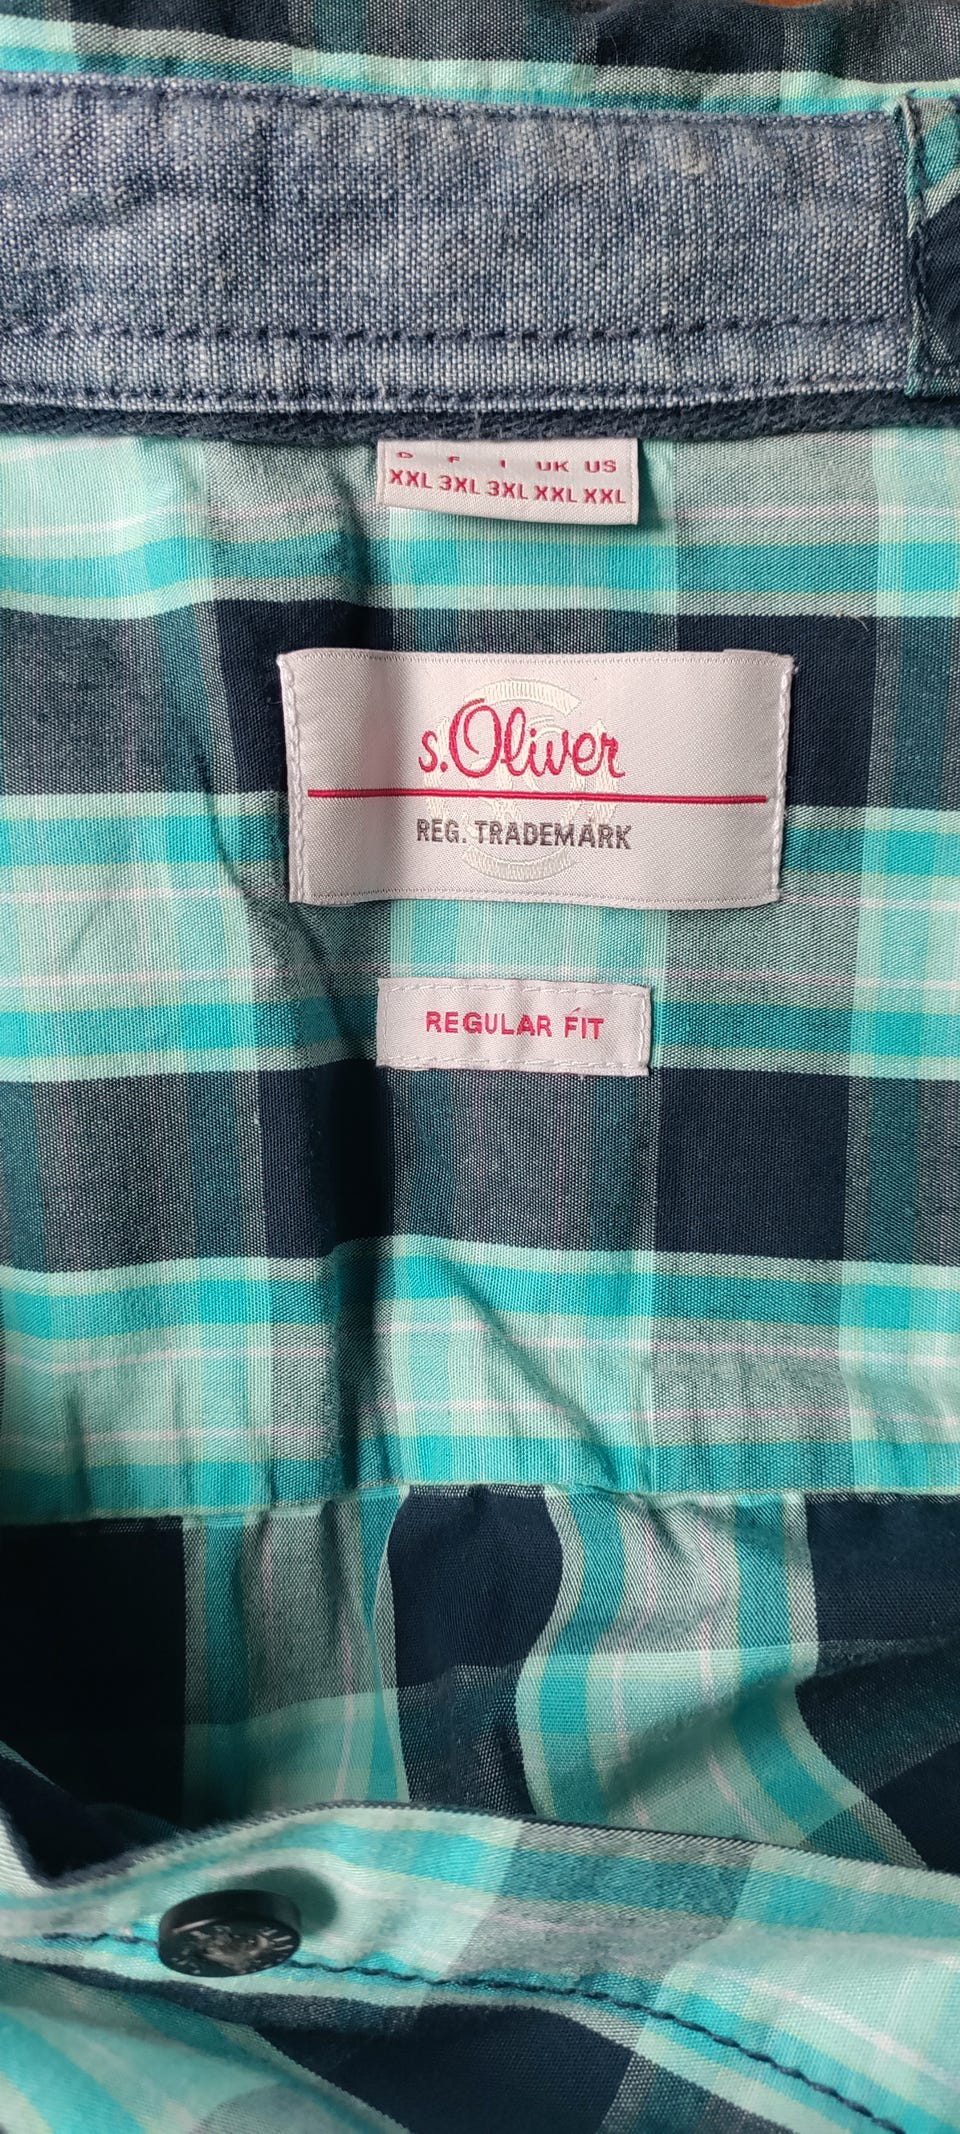 D F I UK US
XXL 3XL 3XL XXL XXL
s.Oliver
REG. TRADEMARK
REGULAR FIT